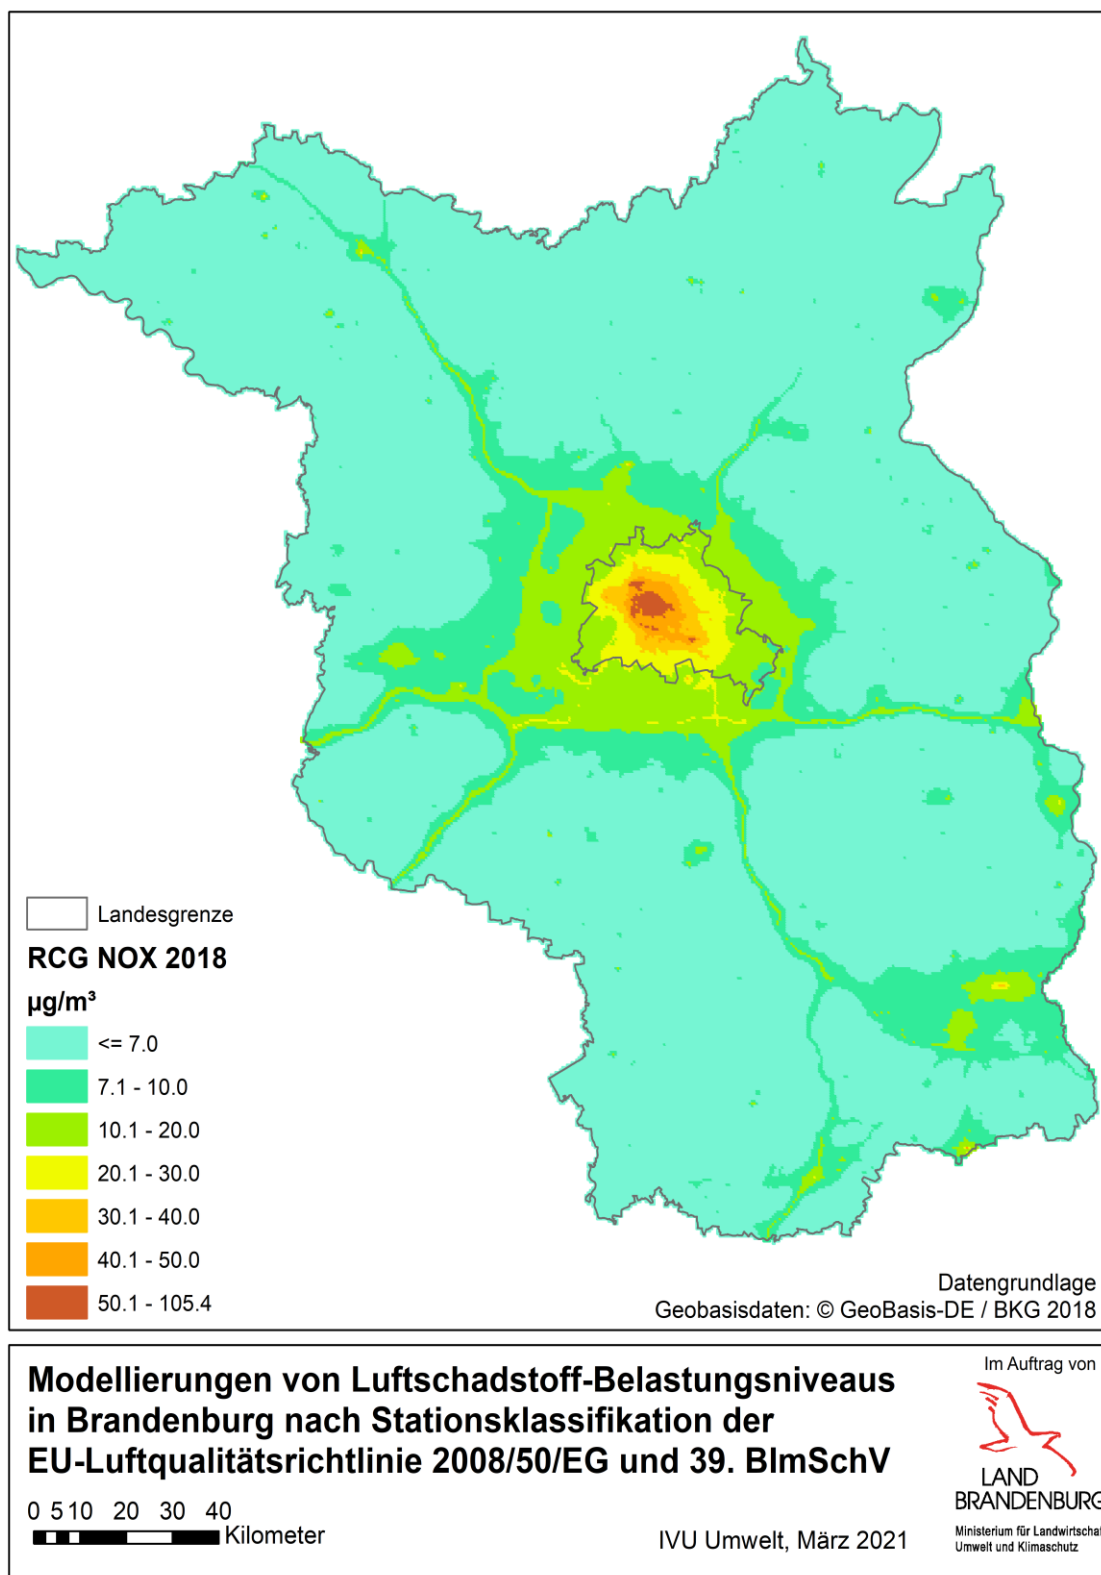 Landesgrenze
RCG NOX 2018
µg/m³
<= 7.0
7.1 - 10.0
10.1 - 20.0
20.1 - 30.0
30.1 - 40.0
40.1 - 50.0
50.1 - 105.4
Datengrundlage
Geobasisdaten: © GeoBasis-DE / BKG 2018
Modellierungen von Luftschadstoff-Belastungsniveaus
in Brandenburg nach Stationsklassifikation der
EU-Luftqualitätsrichtlinie 2008/50/EG und 39. BImSchV
0 5 10 20 30 40
Kilometer
IVU Umwelt, März 2021
Im Auftrag von
LAND
BRANDENBURG
Ministerium für Landwirtschaf
Umwelt und Klimaschutz